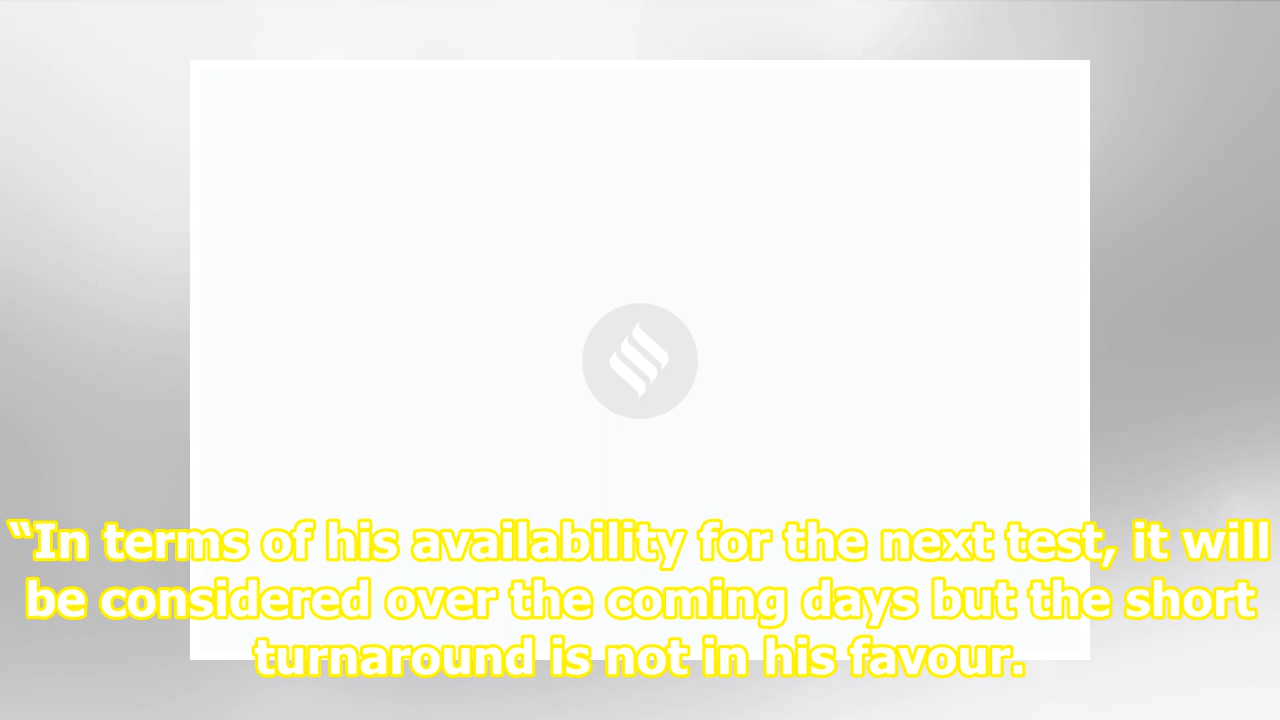 “In terms of his availability for the next test, it will
be considered over the coming days but the short
turnaround is not in his favour.